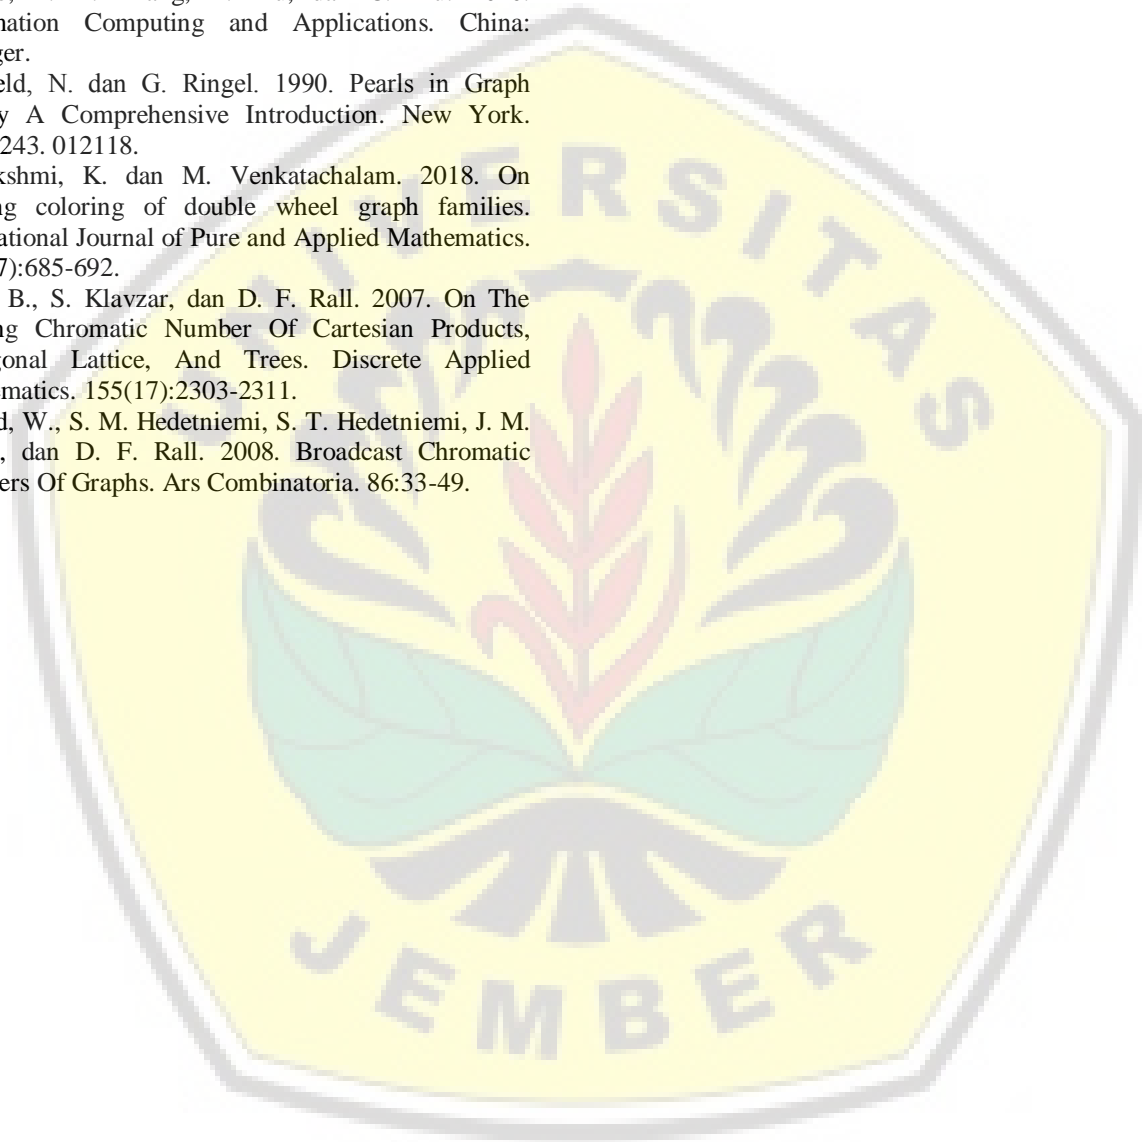 mation Computing and Applications. China:
ger.
eld, N. dan G. Ringel. 1990. Pearls in Graph
y A Comprehensive Introduction. New York.
243. 012118.
kshmi, K. dan M. Venkatachalam. 2018. On
ng coloring of double wheel graph families.
ational Journal of Pure and Applied Mathematics.
7):685-692.
B., S. Klavzar, dan D. F. Rall. 2007. On The
ng Chromatic Number Of Cartesian Products,
gonal Lattice, And Trees. Discrete Applied
ematics. 155(17):2303-2311.
d, W., S. M. Hedetniemi, S. T. Hedetniemi, J. M.
, dan D. F. Rall. 2008. Broadcast Chromatic
ers Of Graphs. Ars Combinatoria. 86:33-49.
UNIVERSITAS
JEMBER